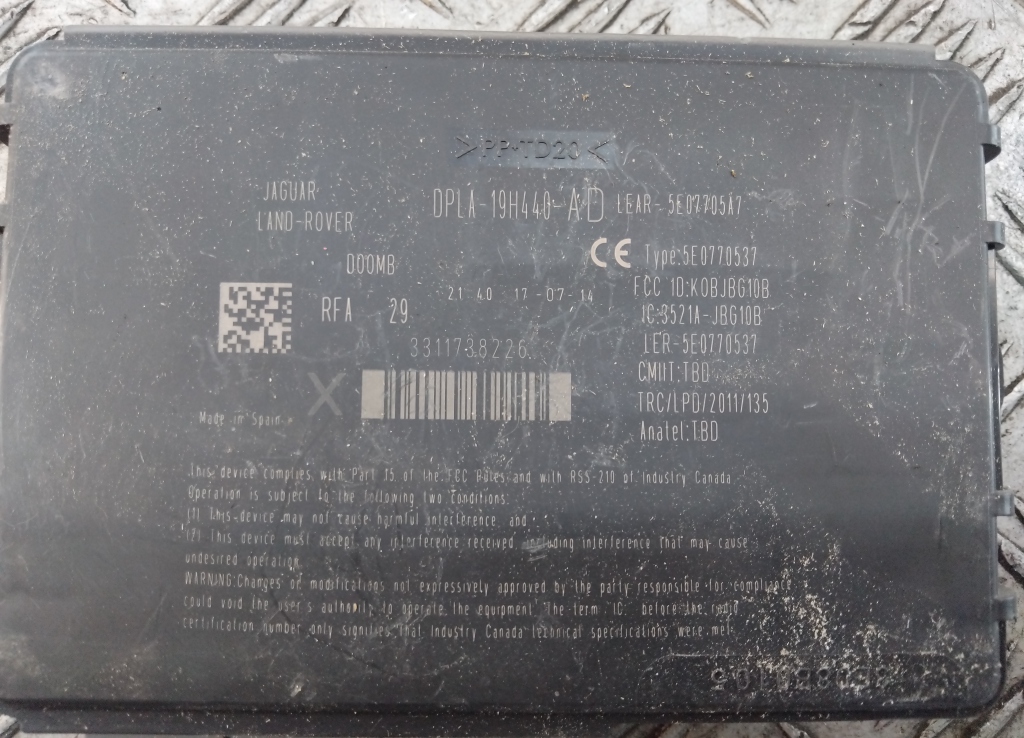 >PP-TD20<
JAGUAR
LAND-ROVER
DPLA-19H440-AD LEAR-5E07705A7
CE Type:5E0770537
D00MB
FCC ID:K0BJBG10B
RFA 29
21 40 17-07-14
IC:3521A-JBG10B
3311738226
LER-5E0770537
CMIIT:TBD
X
TRC/LPD/2011/135
Made in Spain
Anatel:TBD
This device complies with Part 15 of the FCC Rules and with RSS-210 of Industry Canada
Operation is subject to the following two conditions:
(1) This device may not cause harmful interference, and
(2) This device must accept any interference received, including interference that may cause
undesired operation
WARNING:Changes or modifications not expressively approved by the party responsible for compliance
could void the user's authority to operate the equipment. The term "IC:" before the radio
certification number only signifies that Industry Canada technical specifications were met